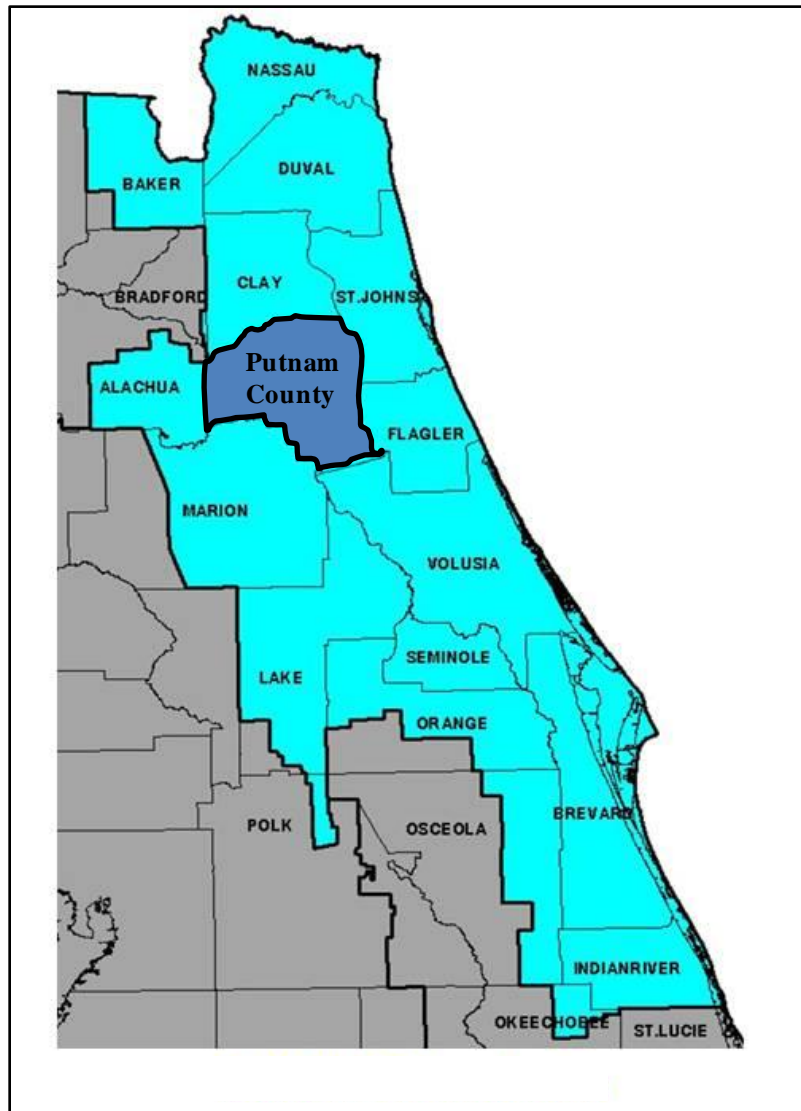 NASSAU
BAKER
DUVAL
CLAY
BRADFORD
ST.JOHNS
Putnam
County
ALACHUA
FLAGLER
MARION
VOLUSIA
SEMINOLE
LAKE
ORANGE
BREVARD
POLK
OSCEOLA
INDIANRIVER
OKEECHOBEE
ST.LUCIE